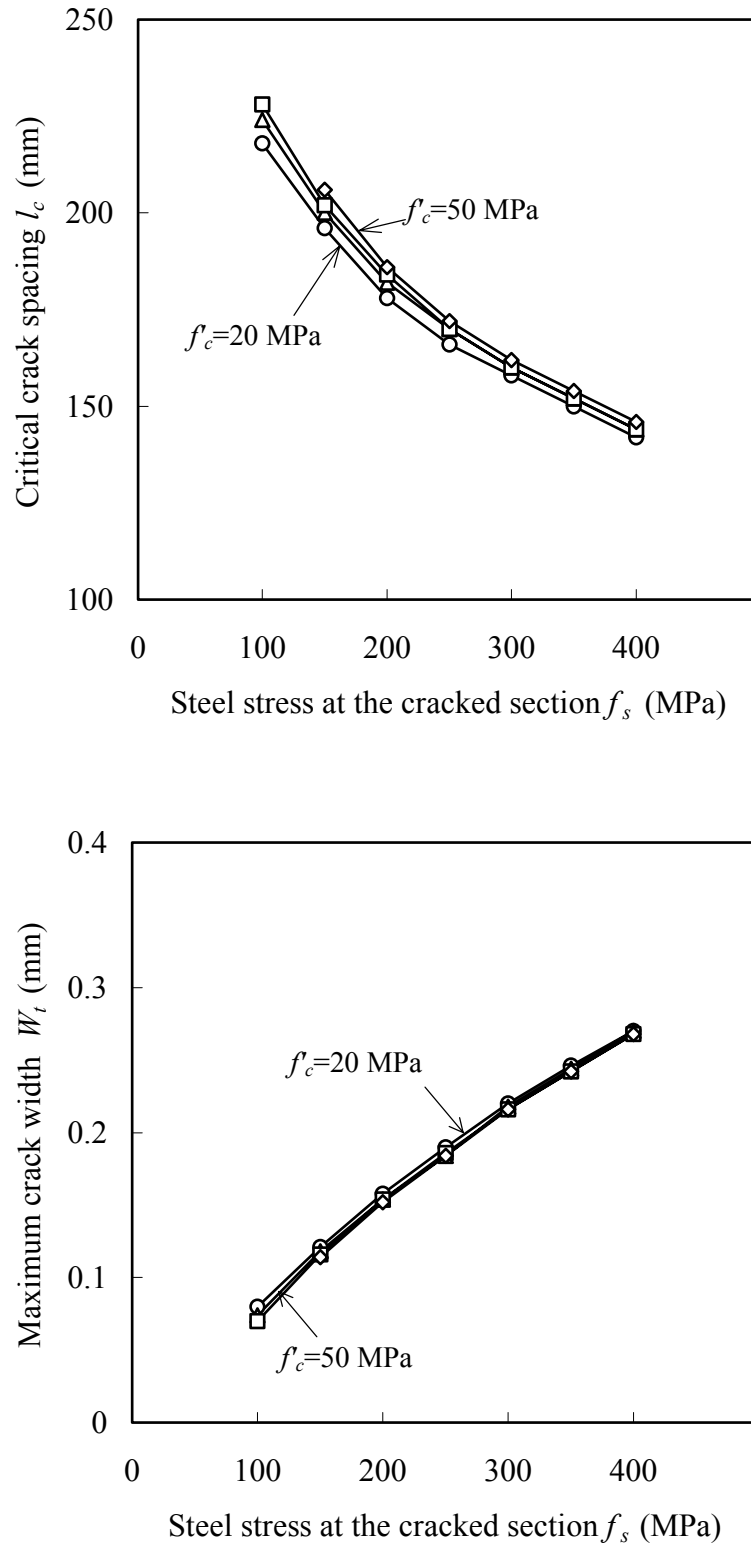 250
200
150
100
Critical crack spacing l_c (mm)
f'_c=50 MPa
f'_c=20 MPa
0 100 200 300 400
Steel stress at the cracked section f_s (MPa)
0.4
0.3
0.2
0.1
0
Maximum crack width W_t (mm)
f'_c=20 MPa
f'_c=50 MPa
0 100 200 300 400
Steel stress at the cracked section f_s (MPa)